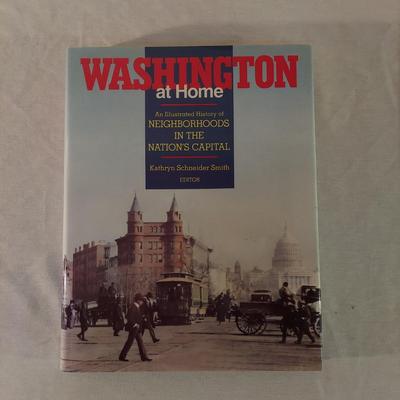 WASHINGTON
at Home
An Illustrated History of
NEIGHBORHOODS
IN THE
NATION'S CAPITAL
Kathryn Schneider Smith
EDITOR